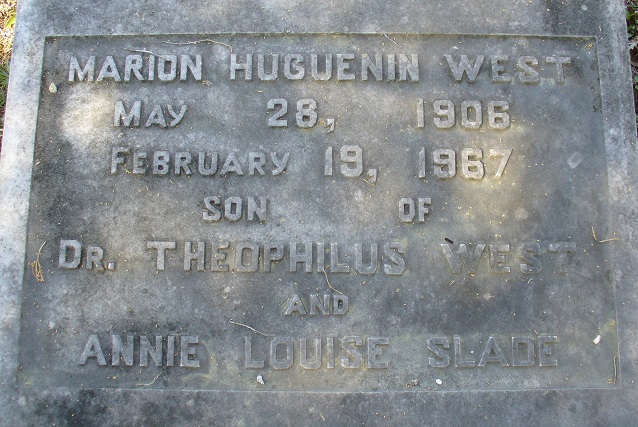 MARION HUGUENIN WEST
MAY 28, 1906
FEBRUARY 19, 1967
SON OF
DR. THEOPHILUS WEST
AND
ANNIE LOUISE SLADE